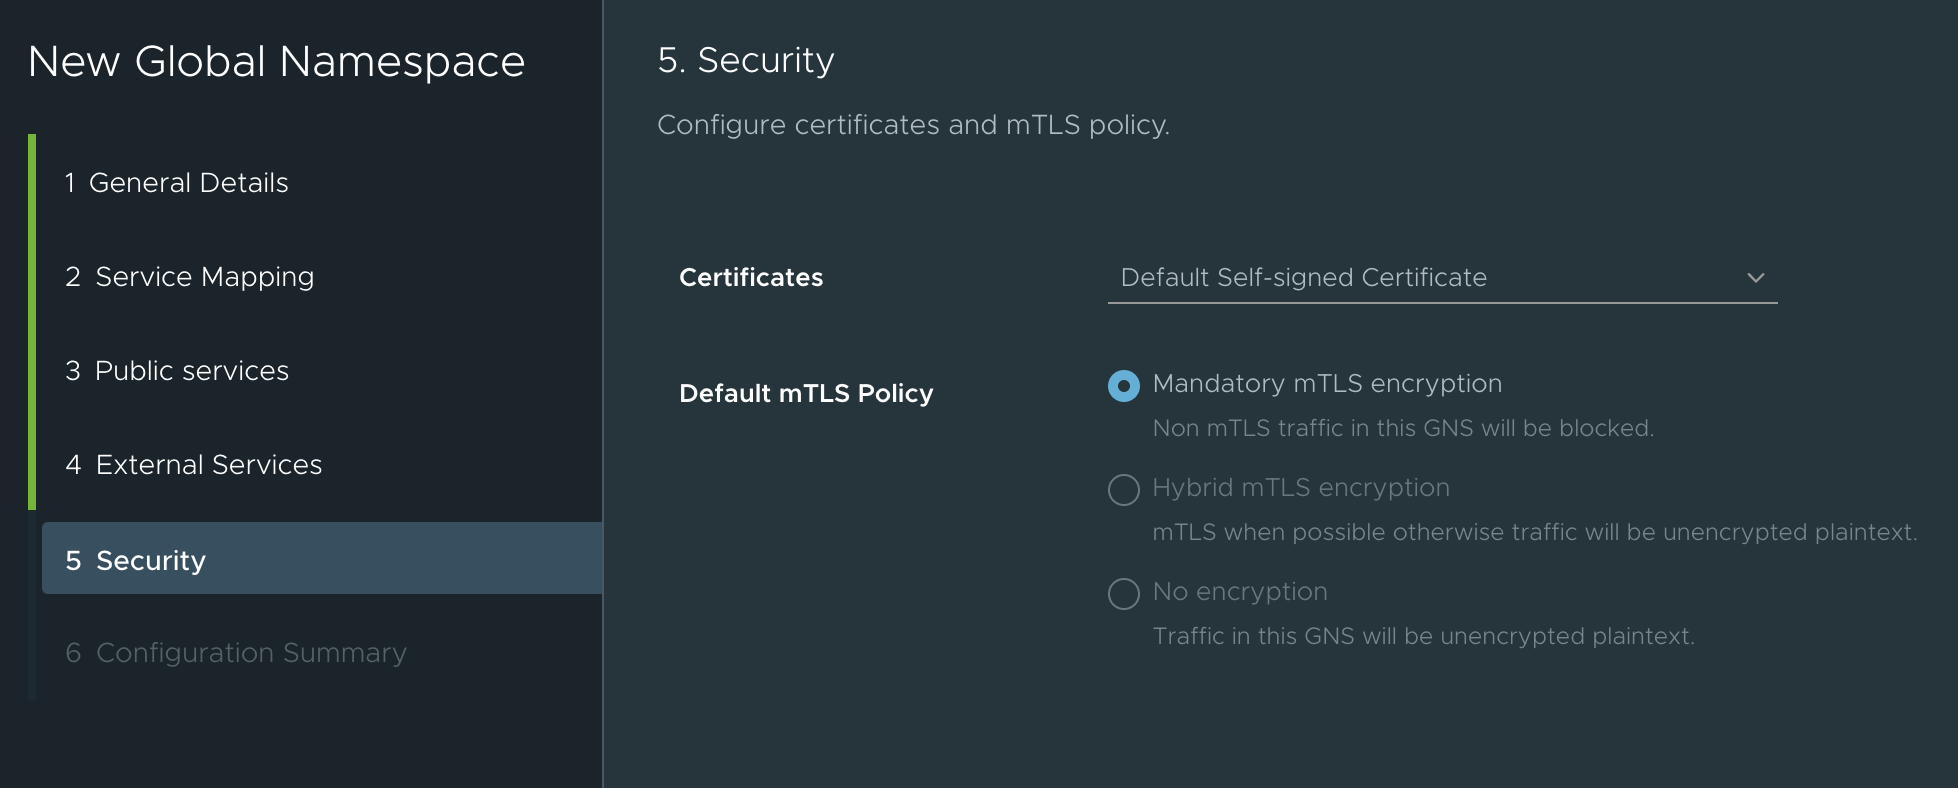 New Global Namespace
1 General Details
2 Service Mapping
3 Public services
4 External Services
5 Security
6 Configuration Summary
5. Security
Configure certificates and mTLS policy.
Certificates
Default Self-signed Certificate
Default mTLS Policy
Mandatory mTLS encryption
Non mTLS traffic in this GNS will be blocked.
Hybrid mTLS encryption
mTLS when possible otherwise traffic will be unencrypted plaintext.
No encryption
Traffic in this GNS will be unencrypted plaintext.